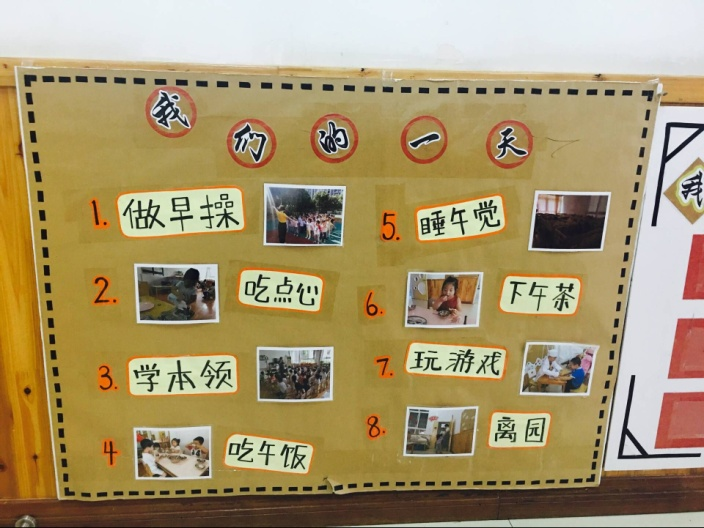 我们的一天
1. 做早操
2. 吃点心
3. 学本领
4 吃午饭
5. 睡午觉
6. 下午茶
7. 玩游戏
8. 离园
我